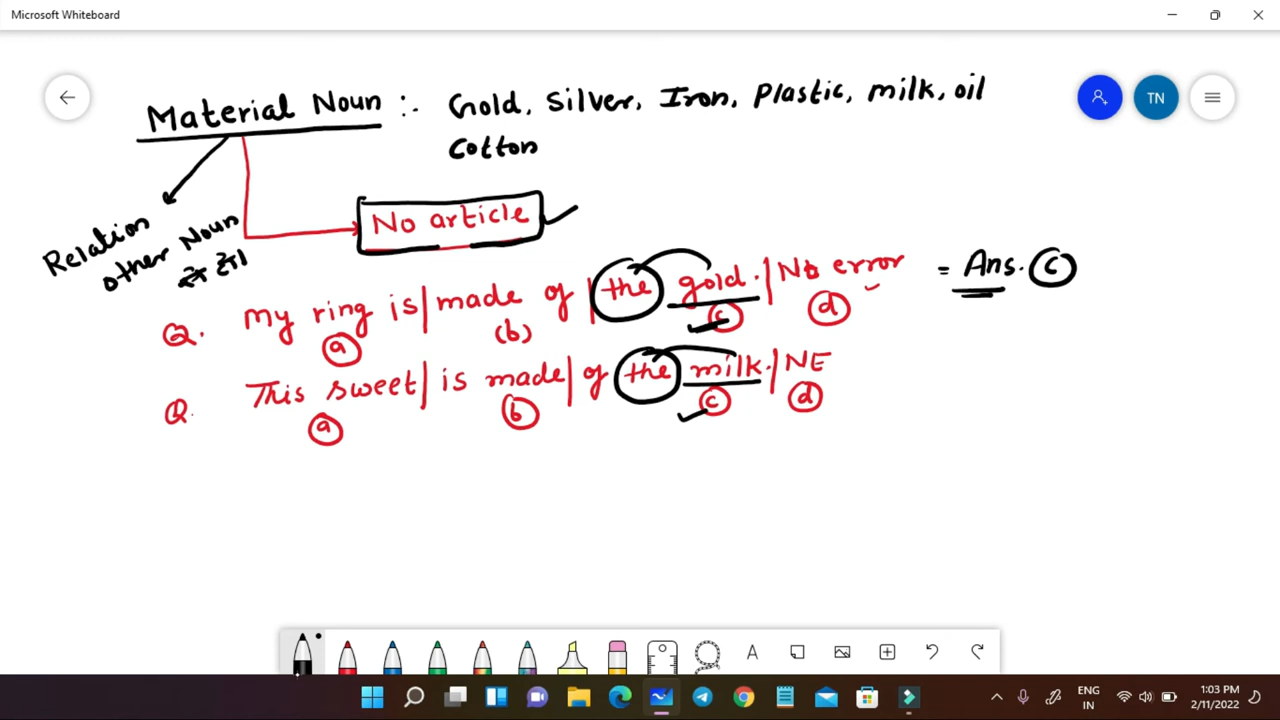 Microsoft Whiteboard
Material Noun :- Gold, Silver, Iron, Plastic, milk, oil
Cotton
TN
No article
Relation
other Noun
Q. My ring is | made of | the gold. | No error = Ans. (c)
(a) (b) (c) (d)
Q. This sweet | is made | of the milk. | NE
(a) (b) (c) (d)
A
ENG
IN
1:03 PM
2/11/2022